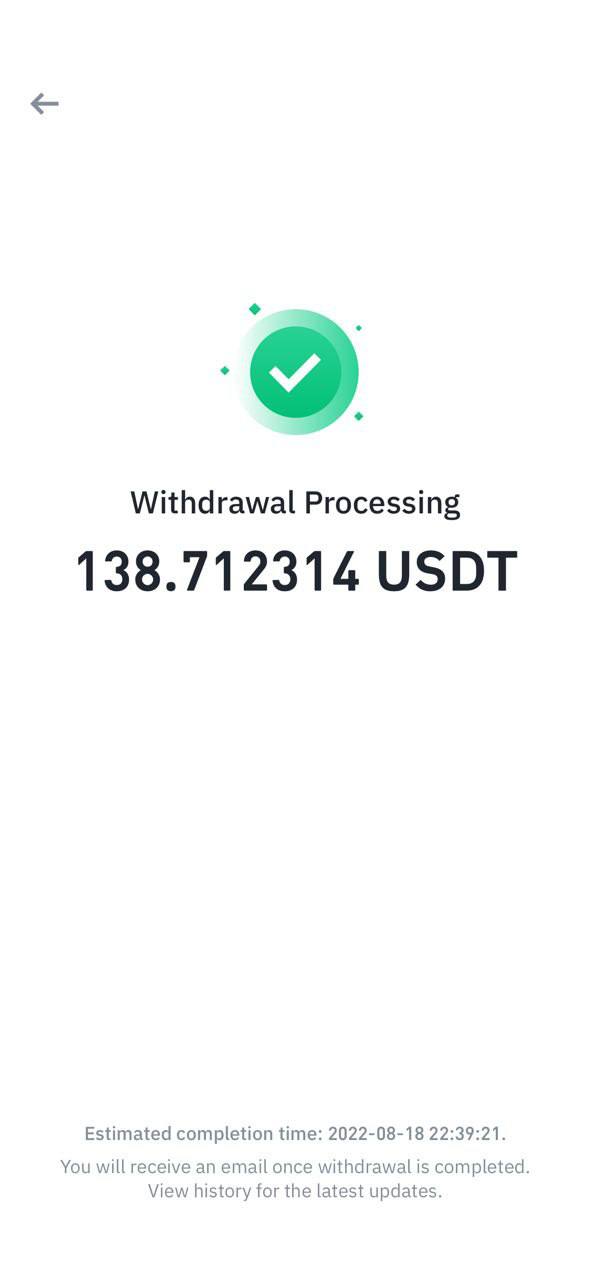 Withdrawal Processing
138.712314 USDT
Estimated completion time: 2022-08-18 22:39:21.
You will receive an email once withdrawal is completed.
View history for the latest updates.